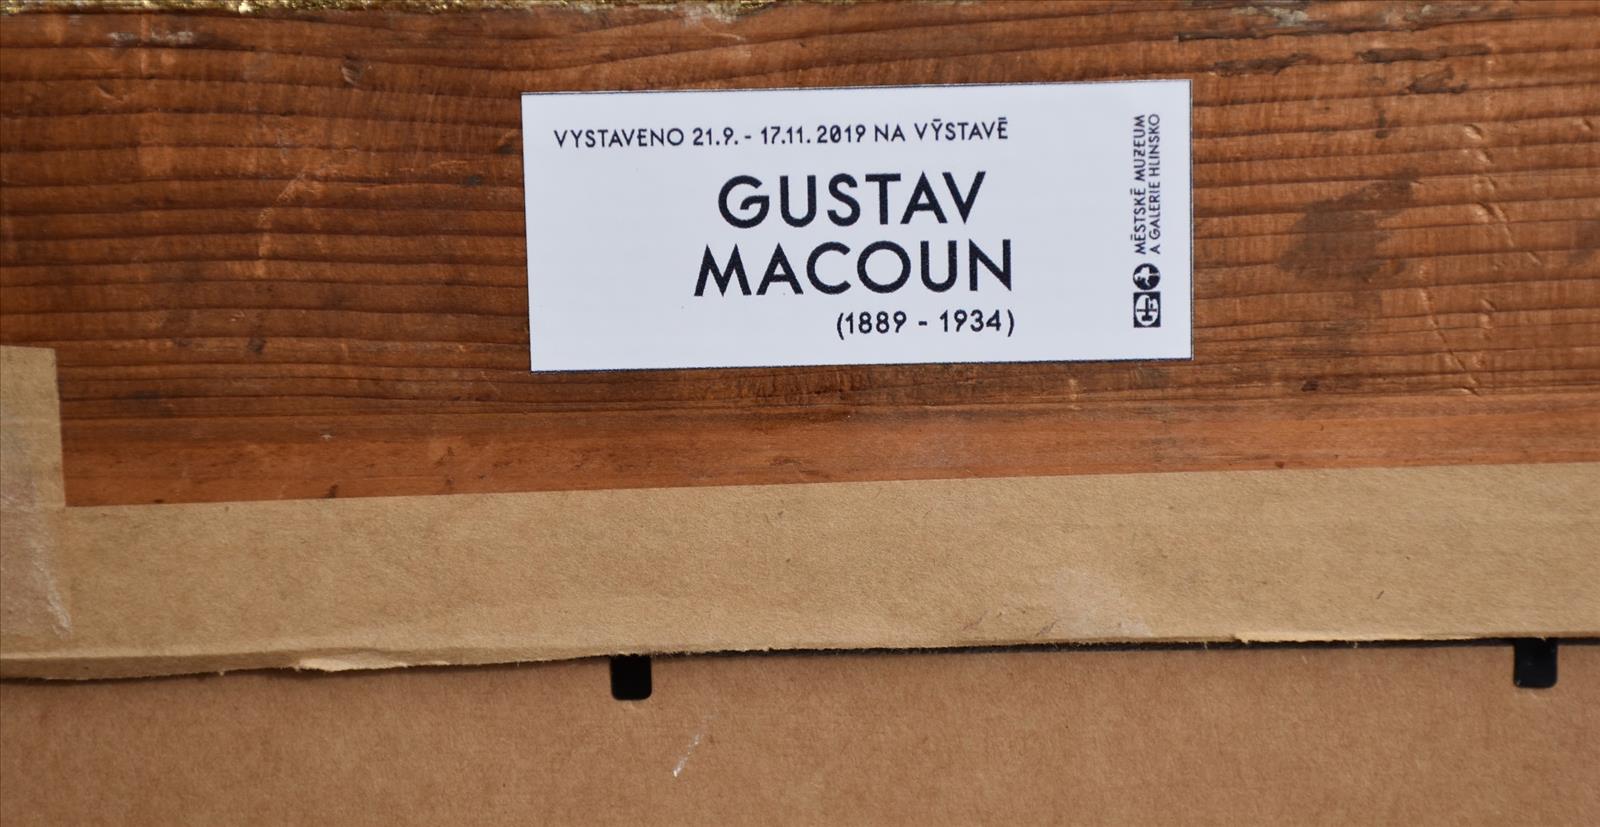 VYSTAVENO 21.9. - 17.11. 2019 NA VÝSTAVĚ
GUSTAV
MACOUN
(1889 - 1934)
MĚSTSKÉ MUZEUM
A GALERIE HLINSKO